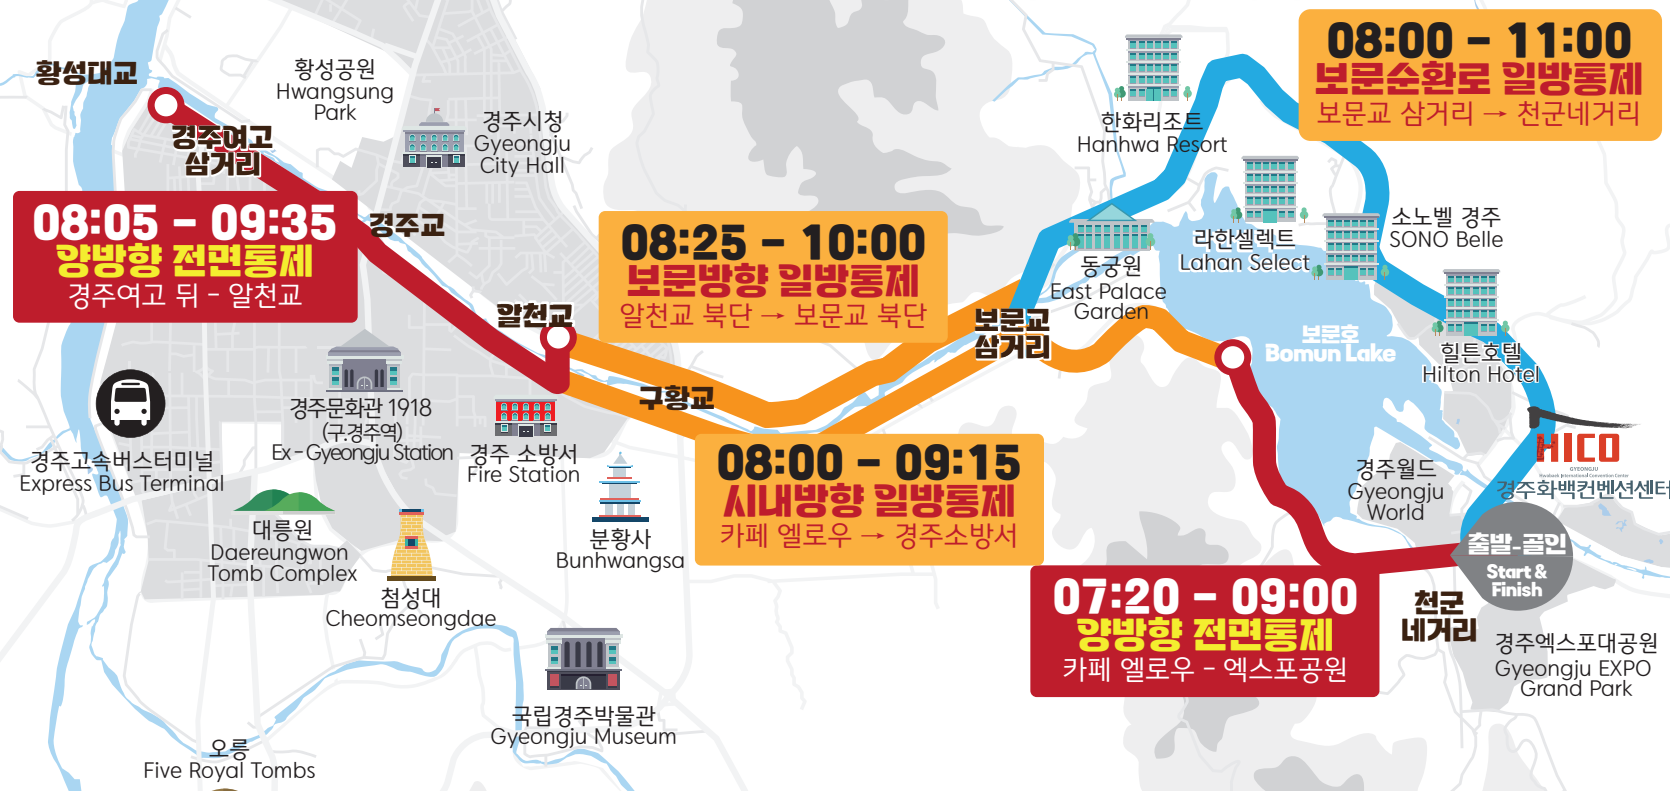 황성대교
황성공원
Hwangsung
Park
경주여고
삼거리
경주시청
Gyeongju
City Hall
08:05 - 09:35
양방향 전면통제
경주여고 뒤 - 알천교
경주교
알천교
08:25 - 10:00
보문방향 일방통제
알천교 북단 → 보문교 북단
08:00 - 11:00
보문순환로 일방통제
보문교 삼거리 → 천군네거리
한화리조트
Hanhwa Resort
라한셀렉트
Lahan Select
소노벨 경주
SONO Belle
동궁원
East Palace
Garden
보문교
삼거리
보문호
Bomun Lake
힐튼호텔
Hilton Hotel
구황교
경주문화관 1918
(구.경주역)
Ex-Gyeongju Station
경주 소방서
Fire Station
경주고속버스터미널
Express Bus Terminal
08:00 - 09:15
시내방향 일방통제
카페 엘로우 → 경주소방서
HICO
GYEONGJU
Hwabaek International Convention Center
경주화백컨벤션센터
경주월드
Gyeongju
World
대릉원
Daereungwon
Tomb Complex
첨성대
Cheomseongdae
분황사
Bunhwangsa
출발-골인
Start &
Finish
07:20 - 09:00
양방향 전면통제
카페 엘로우 - 엑스포공원
천군
네거리
경주엑스포대공원
Gyeongju EXPO
Grand Park
국립경주박물관
Gyeongju Museum
오릉
Five Royal Tombs